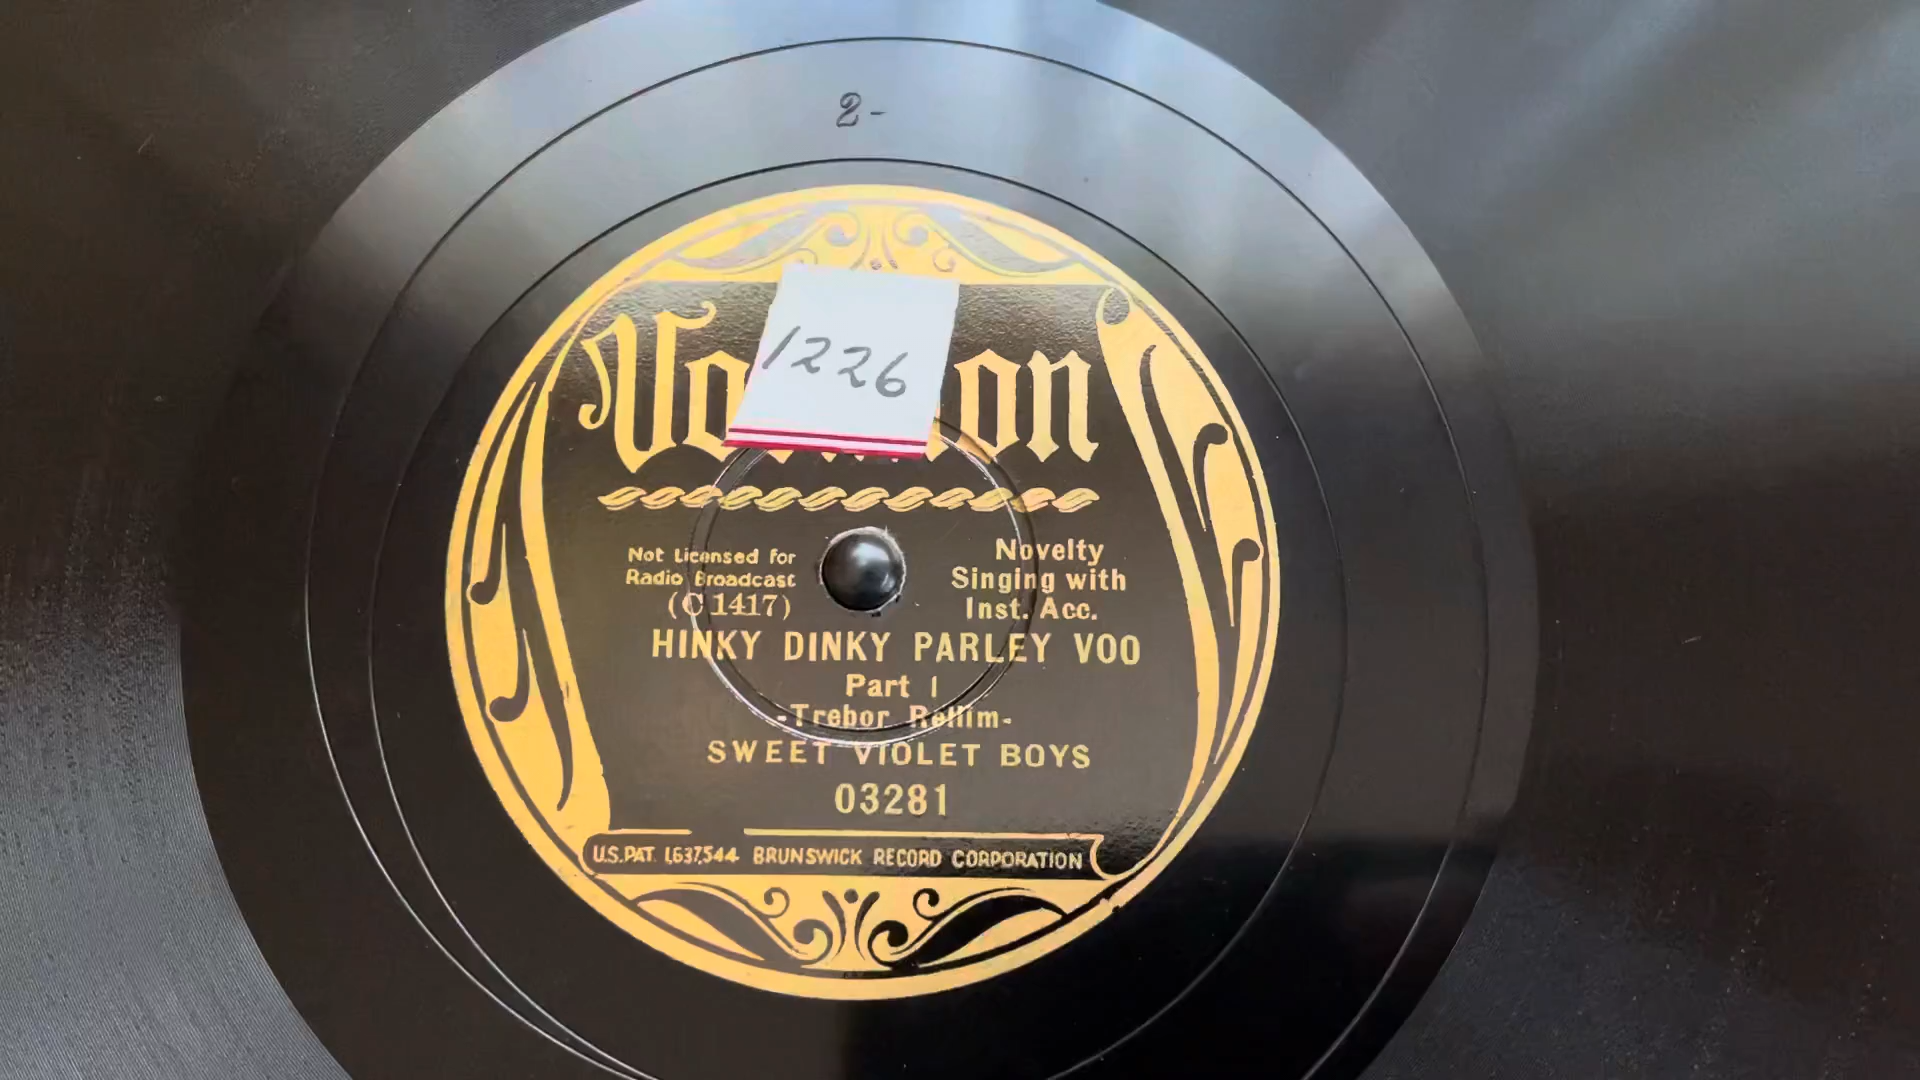 2-
1226
Not Licensed for
Radio Broadcast
(C 1417)
Novelty
Singing with
Inst. Acc.
HINKY DINKY PARLEY VOO
Part 1
-Trebor Rellim-
SWEET VIOLET BOYS
03281
U.S. PAT. 1,637,544 BRUNSWICK RECORD CORPORATION